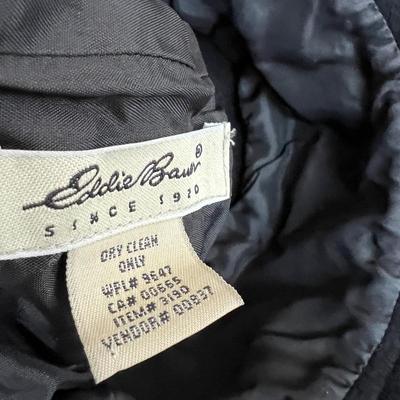 Eddie Bauer®
SINCE 1920
DRY CLEAN
ONLY
WPL# 9647
CA# 00665
ITEM# 3190
VENDOR# 00837